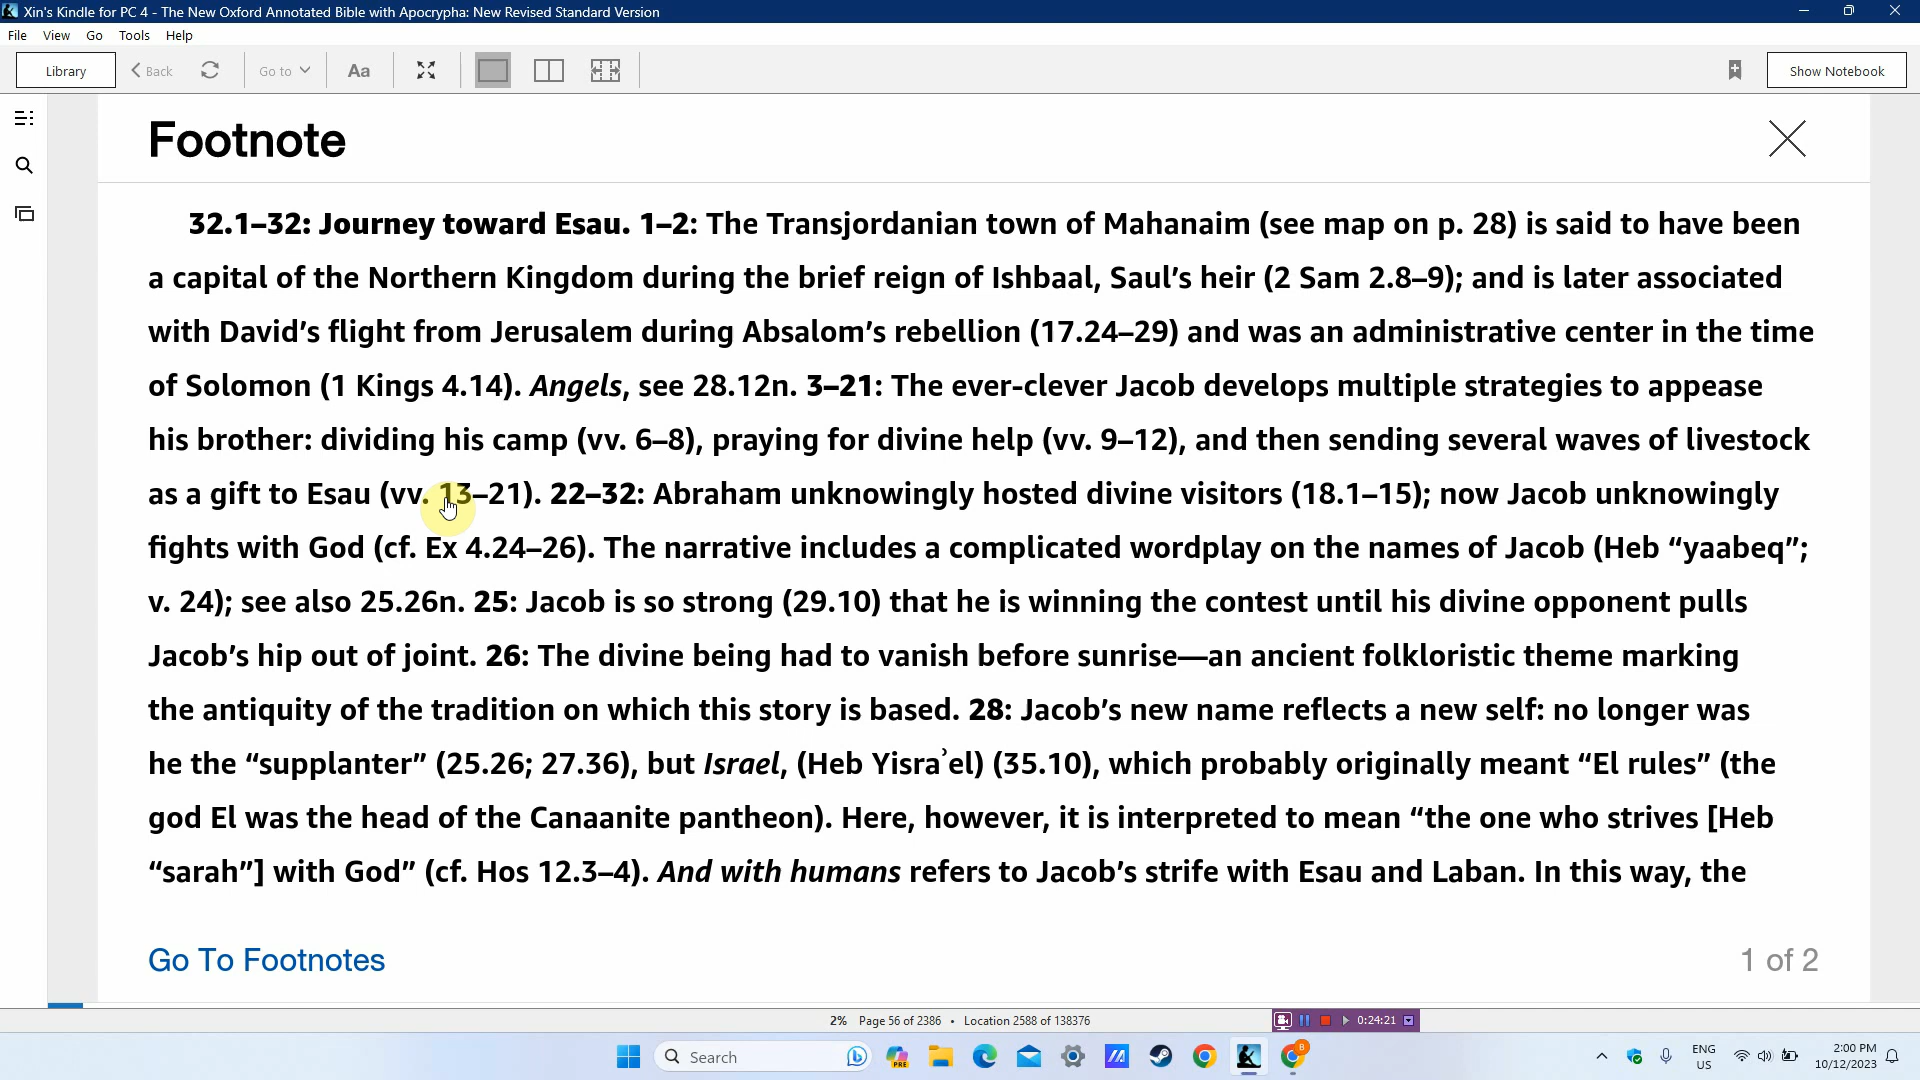 Xin's Kindle for PC 4 - The New Oxford Annotated Bible with Apocrypha: New Revised Standard Version
File View Go Tools Help
Library Back Go to Aa Show Notebook
Footnote
32.1–32: Journey toward Esau. 1–2: The Transjordanian town of Mahanaim (see map on p. 28) is said to have been
a capital of the Northern Kingdom during the brief reign of Ishbaal, Saul’s heir (2 Sam 2.8–9); and is later associated
with David’s flight from Jerusalem during Absalom’s rebellion (17.24–29) and was an administrative center in the time
of Solomon (1 Kings 4.14). Angels, see 28.12n. 3–21: The ever-clever Jacob develops multiple strategies to appease
his brother: dividing his camp (vv. 6–8), praying for divine help (vv. 9–12), and then sending several waves of livestock
as a gift to Esau (vv. 13–21). 22–32: Abraham unknowingly hosted divine visitors (18.1–15); now Jacob unknowingly
fights with God (cf. Ex 4.24–26). The narrative includes a complicated wordplay on the names of Jacob (Heb “yaabeq”;
v. 24); see also 25.26n. 25: Jacob is so strong (29.10) that he is winning the contest until his divine opponent pulls
Jacob’s hip out of joint. 26: The divine being had to vanish before sunrise—an ancient folkloristic theme marking
the antiquity of the tradition on which this story is based. 28: Jacob’s new name reflects a new self: no longer was
he the “supplanter” (25.26; 27.36), but Israel, (Heb Yisraʾel) (35.10), which probably originally meant “El rules” (the
god El was the head of the Canaanite pantheon). Here, however, it is interpreted to mean “the one who strives [Heb
“sarah”] with God” (cf. Hos 12.3–4). And with humans refers to Jacob’s strife with Esau and Laban. In this way, the
Go To Footnotes 1 of 2
2% Page 56 of 2386 • Location 2588 of 138376 0:24:21
Search PRE B ENG US 2:00 PM 10/12/2023